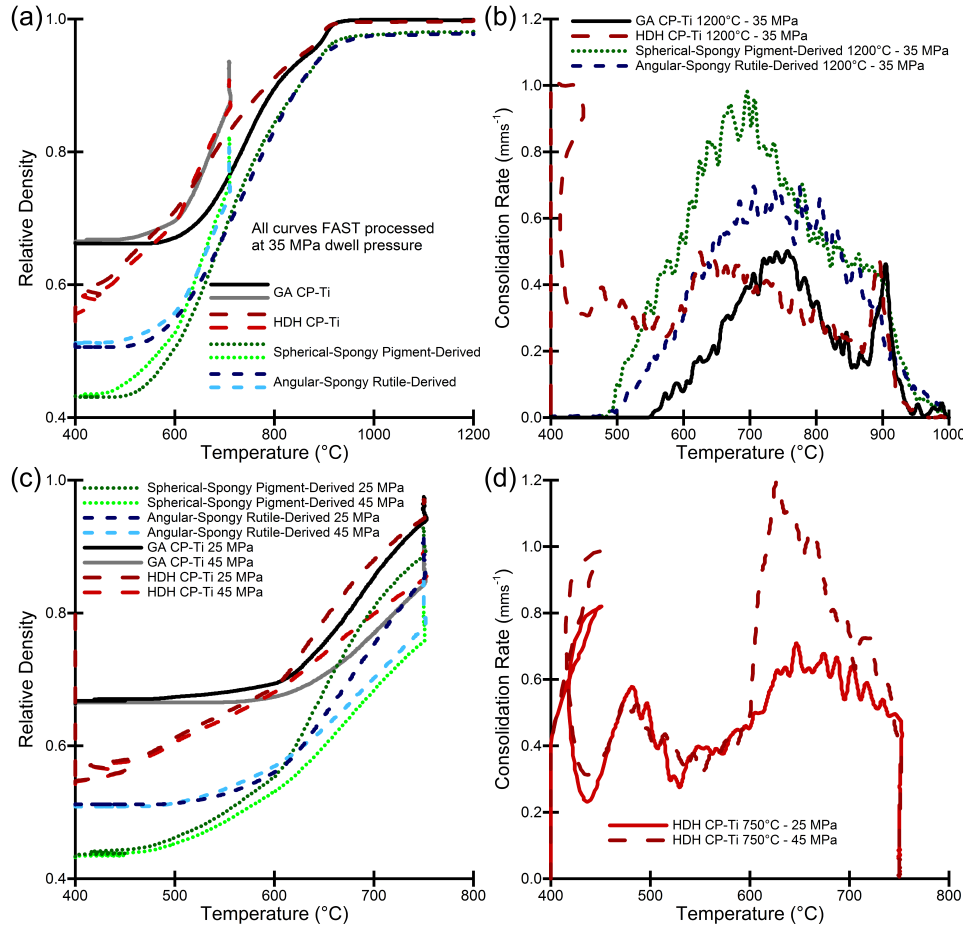 (a)
1.0
0.8
0.6
0.4
Relative Density
All curves FAST processed
at 35 MPa dwell pressure
GA CP-Ti
HDH CP-Ti
Spherical-Spongy Pigment-Derived
Angular-Spongy Rutile-Derived
400 600 800 1000 1200
Temperature (°C)
(b)
1.2
1.0
0.8
0.6
0.4
0.2
0.0
Consolidation Rate (mms⁻¹)
GA CP-Ti 1200°C - 35 MPa
HDH CP-Ti 1200°C - 35 MPa
Spherical-Spongy Pigment-Derived 1200°C - 35 MPa
Angular-Spongy Rutile-Derived 1200°C - 35 MPa
400 500 600 700 800 900 1000
Temperature (°C)
(c)
1.0
0.8
0.6
0.4
Relative Density
Spherical-Spongy Pigment-Derived 25 MPa
Spherical-Spongy Pigment-Derived 45 MPa
Angular-Spongy Rutile-Derived 25 MPa
Angular-Spongy Rutile-Derived 45 MPa
GA CP-Ti 25 MPa
GA CP-Ti 45 MPa
HDH CP-Ti 25 MPa
HDH CP-Ti 45 MPa
400 500 600 700 800
Temperature (°C)
(d)
1.2
1.0
0.8
0.6
0.4
0.2
0.0
Consolidation Rate (mms⁻¹)
HDH CP-Ti 750°C - 25 MPa
HDH CP-Ti 750°C - 45 MPa
400 500 600 700 800
Temperature (°C)